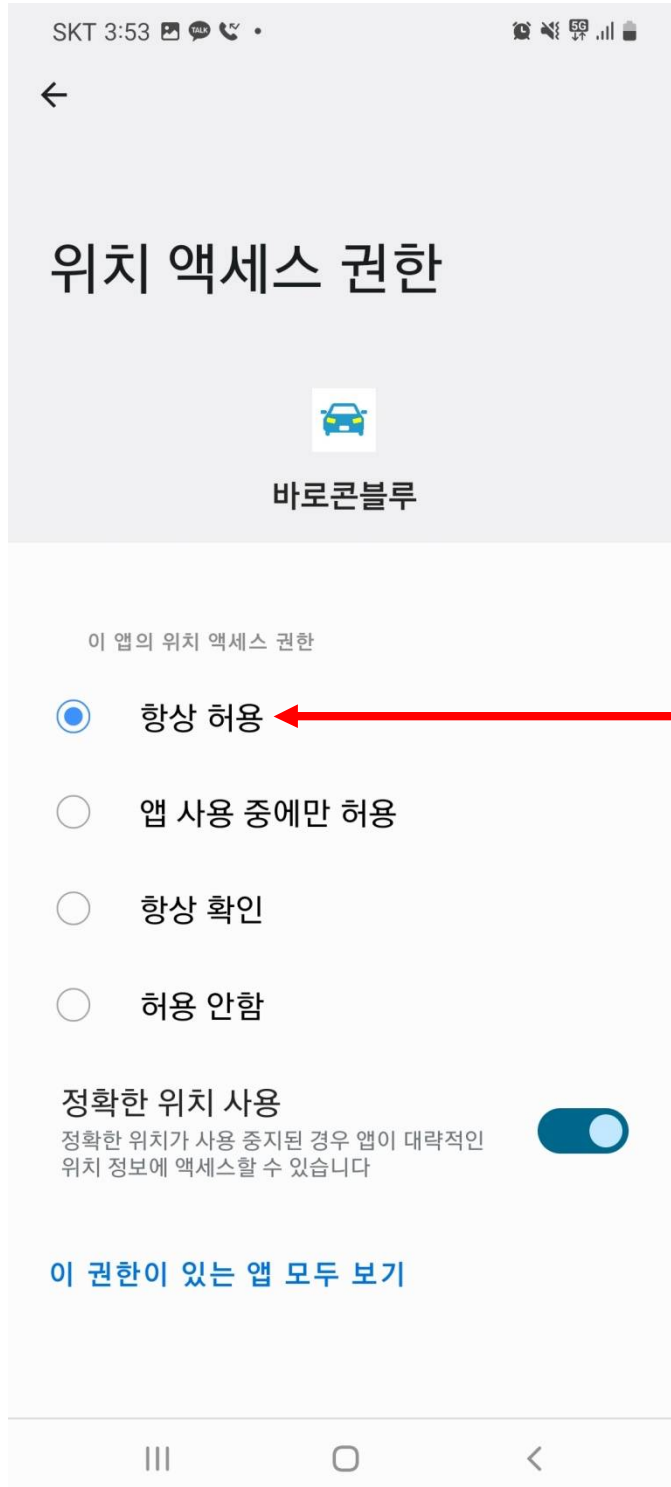 SKT 3:53 TALK 5G
위치 액세스 권한
바로콘블루
이 앱의 위치 액세스 권한
항상 허용
앱 사용 중에만 허용
항상 확인
허용 안함
정확한 위치 사용
정확한 위치가 사용 중지된 경우 앱이 대략적인
위치 정보에 액세스할 수 있습니다
이 권한이 있는 앱 모두 보기